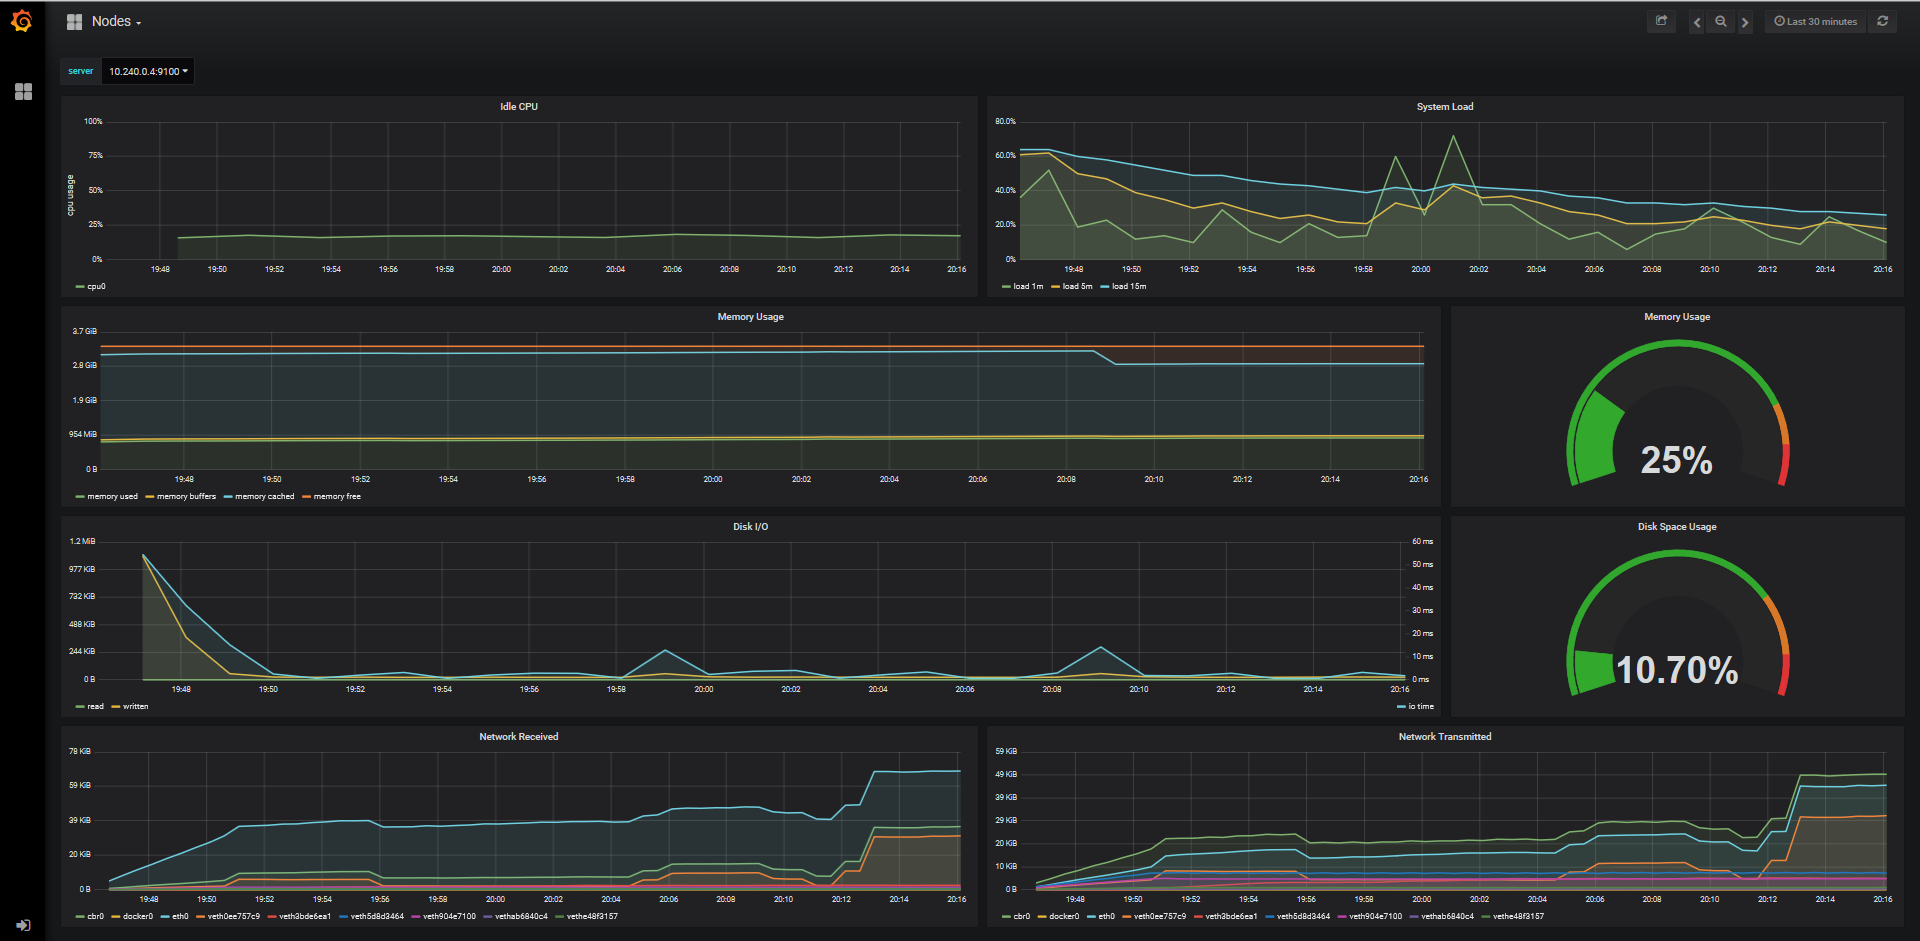 Nodes
Last 30 minutes
server 10.240.0.4:9100
Idle CPU
100%
75%
50%
25%
0%
cpu usage
19:48 19:50 19:52 19:54 19:56 19:58 20:00 20:02 20:04 20:06 20:08 20:10 20:12 20:14 20:16
cpu0
System Load
80.0%
60.0%
40.0%
20.0%
0%
19:48 19:50 19:52 19:54 19:56 19:58 20:00 20:02 20:04 20:06 20:08 20:10 20:12 20:14 20:16
load 1m load 5m load 15m
Memory Usage
3.7 GiB
2.8 GiB
1.9 GiB
954 MiB
0 B
19:48 19:50 19:52 19:54 19:56 19:58 20:00 20:02 20:04 20:06 20:08 20:10 20:12 20:14 20:16
memory used memory buffers memory cached memory free
Memory Usage
25%
Disk I/O
1.2 MiB
977 KiB
732 KiB
488 KiB
244 KiB
0 B
60 ms
50 ms
40 ms
30 ms
20 ms
10 ms
0 ms
19:48 19:50 19:52 19:54 19:56 19:58 20:00 20:02 20:04 20:06 20:08 20:10 20:12 20:14 20:16
read written io time
Disk Space Usage
10.70%
Network Received
78 KiB
59 KiB
39 KiB
20 KiB
0 B
19:48 19:50 19:52 19:54 19:56 19:58 20:00 20:02 20:04 20:06 20:08 20:10 20:12 20:14 20:16
cbr0 docker0 eth0 veth0ee757c9 veth3bde6ea1 veth5d8d3464 veth904e7100 vethab6840c4 vethe48f3157
Network Transmitted
59 KiB
49 KiB
39 KiB
29 KiB
20 KiB
10 KiB
0 B
19:48 19:50 19:52 19:54 19:56 19:58 20:00 20:02 20:04 20:06 20:08 20:10 20:12 20:14 20:16
cbr0 docker0 eth0 veth0ee757c9 veth3bde6ea1 veth5d8d3464 veth904e7100 vethab6840c4 vethe48f3157